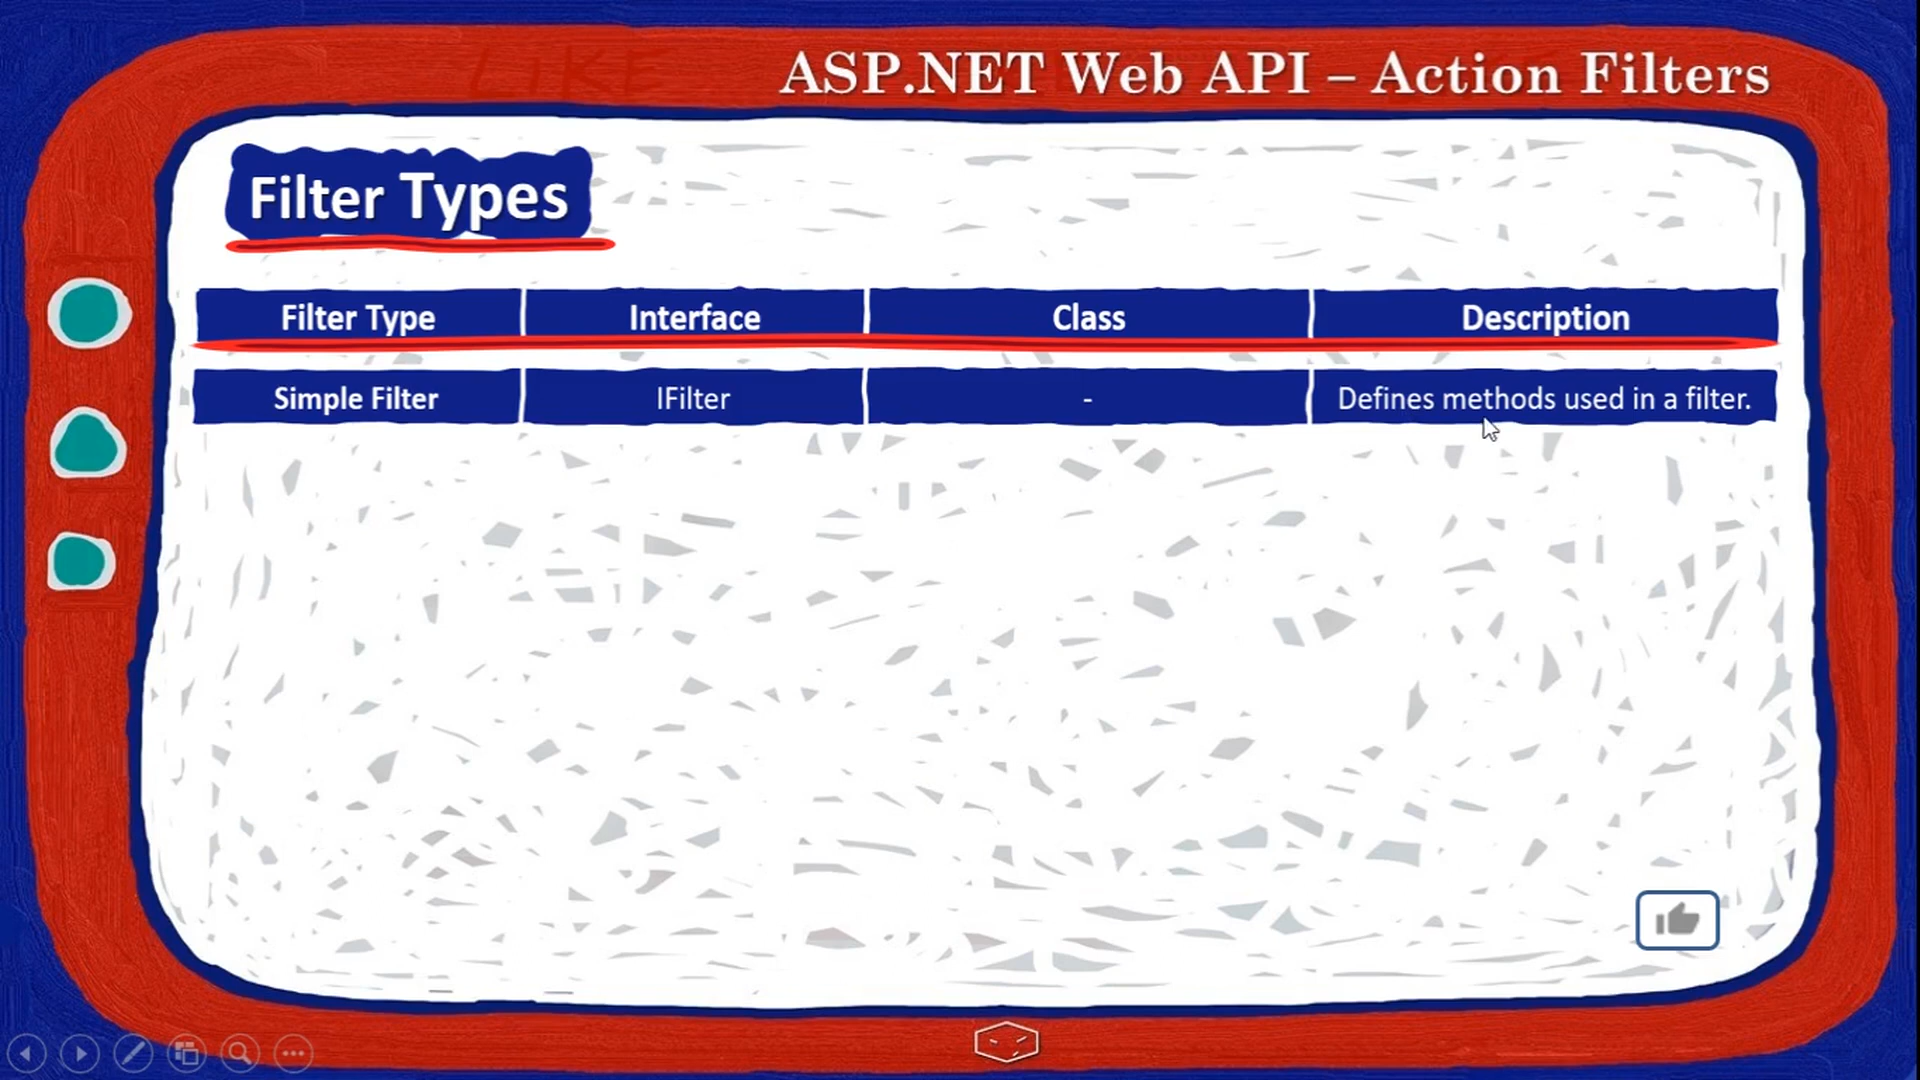 LIKE
ASP.NET Web API – Action Filters
Filter Types
Filter Type Interface Class Description
Simple Filter IFilter - Defines methods used in a filter.